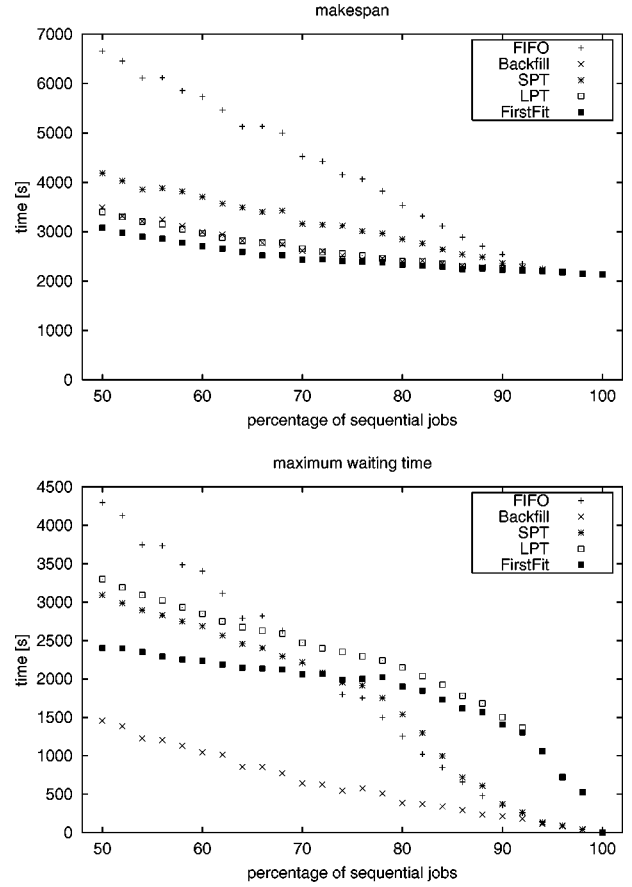 makespan
7000
6000
5000
4000
3000
2000
1000
0
time [s]
FIFO
Backfill
SPT
LPT
FirstFit
50 60 70 80 90 100
percentage of sequential jobs
maximum waiting time
4500
4000
3500
3000
2500
2000
1500
1000
500
0
time [s]
FIFO
Backfill
SPT
LPT
FirstFit
50 60 70 80 90 100
percentage of sequential jobs